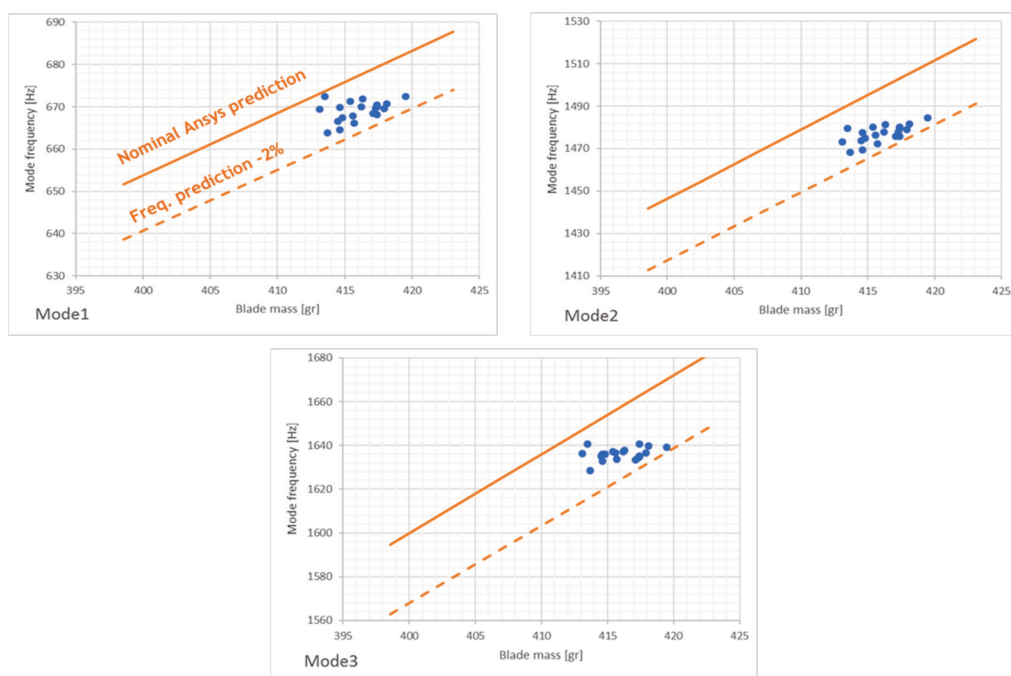 690
680
670
660
650
640
630
Mode frequency [Hz]
Nominal Ansys prediction
Freq. prediction -2%
395 400 405 410 415 420 425
Blade mass [gr]
Mode1
1530
1510
1490
1470
1450
1430
1410
Mode frequency [Hz]
395 400 405 410 415 420 425
Blade mass [gr]
Mode2
1680
1660
1640
1620
1600
1580
1560
Mode frequency [Hz]
395 400 405 410 415 420 425
Blade mass [gr]
Mode3